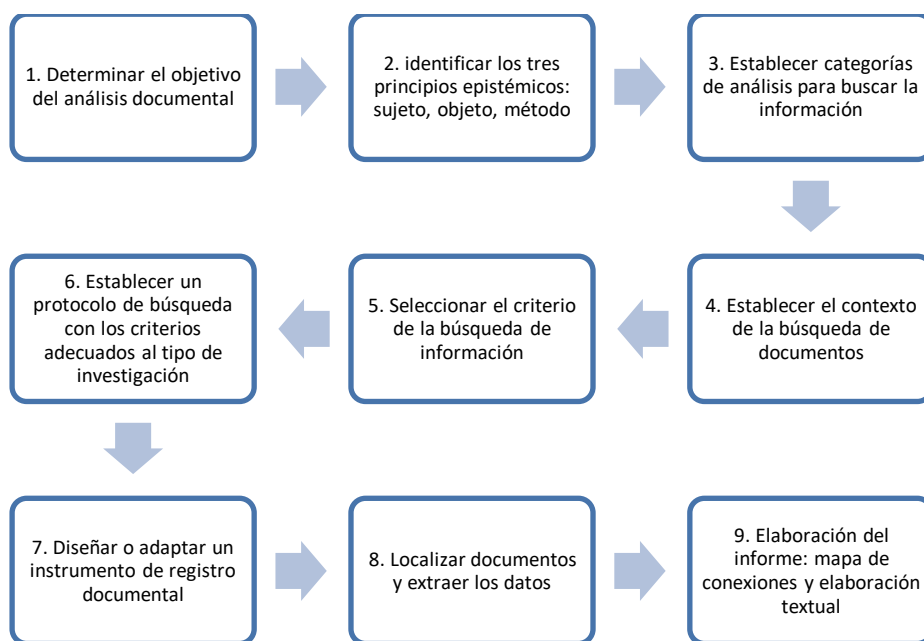 1. Determinar el objetivo
del análisis documental
2. identificar los tres
principios epistémicos:
sujeto, objeto, método
3. Establecer categorías
de análisis para buscar la
información
4. Establecer el contexto
de la búsqueda de
documentos
5. Seleccionar el criterio
de la búsqueda de
información
6. Establecer un
protocolo de búsqueda
con los criterios
adecuados al tipo de
investigación
7. Diseñar o adaptar un
instrumento de registro
documental
8. Localizar documentos
y extraer los datos
9. Elaboración del
informe: mapa de
conexiones y elaboración
textual